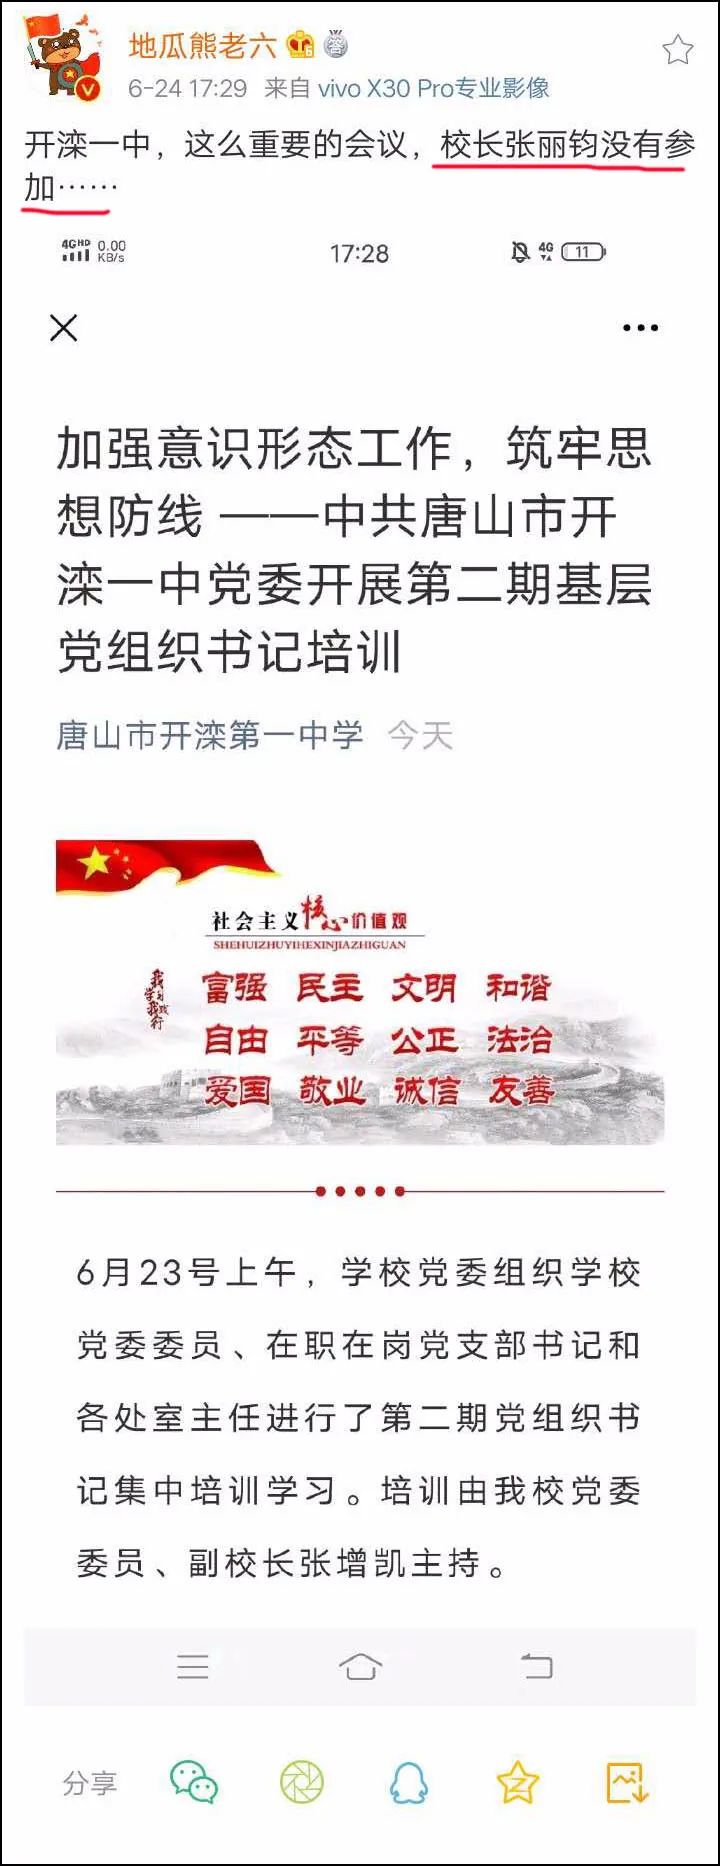 地瓜熊老六
6-24 17:29 来自 vivo X30 Pro专业影像
开滦一中，这么重要的会议，校长张丽钧没有参
加……
4GHD 0.00 KB/s 17:28 4G 11
加强意识形态工作，筑牢思
想防线 ——中共唐山市开
滦一中党委开展第二期基层
党组织书记培训
唐山市开滦第一中学 今天
社会主义核心价值观
SHEHUIZHUYIHEXINJIAZHIGUAN
我学习 我践行
富强 民主 文明 和谐
自由 平等 公正 法治
爱国 敬业 诚信 友善
6月23号上午，学校党委组织学校
党委委员、在职在岗党支部书记和
各处室主任进行了第二期党组织书
记集中培训学习。培训由我校党委
委员、副校长张增凯主持。
分享